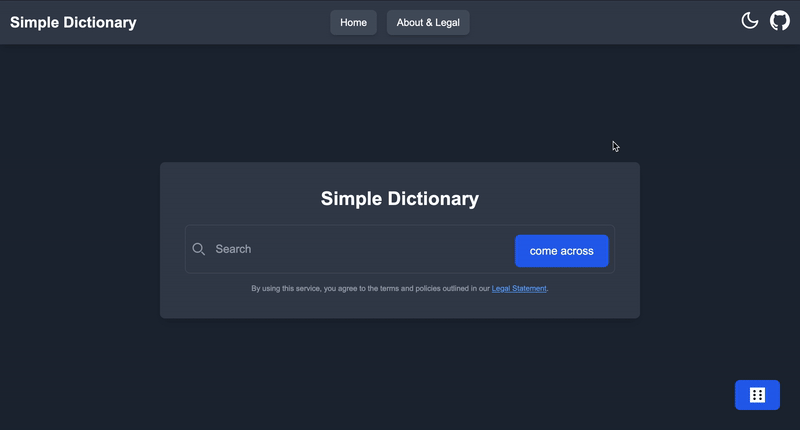 Simple Dictionary
Home
About & Legal
Simple Dictionary
Search
come across
By using this service, you agree to the terms and policies outlined in our Legal Statement.